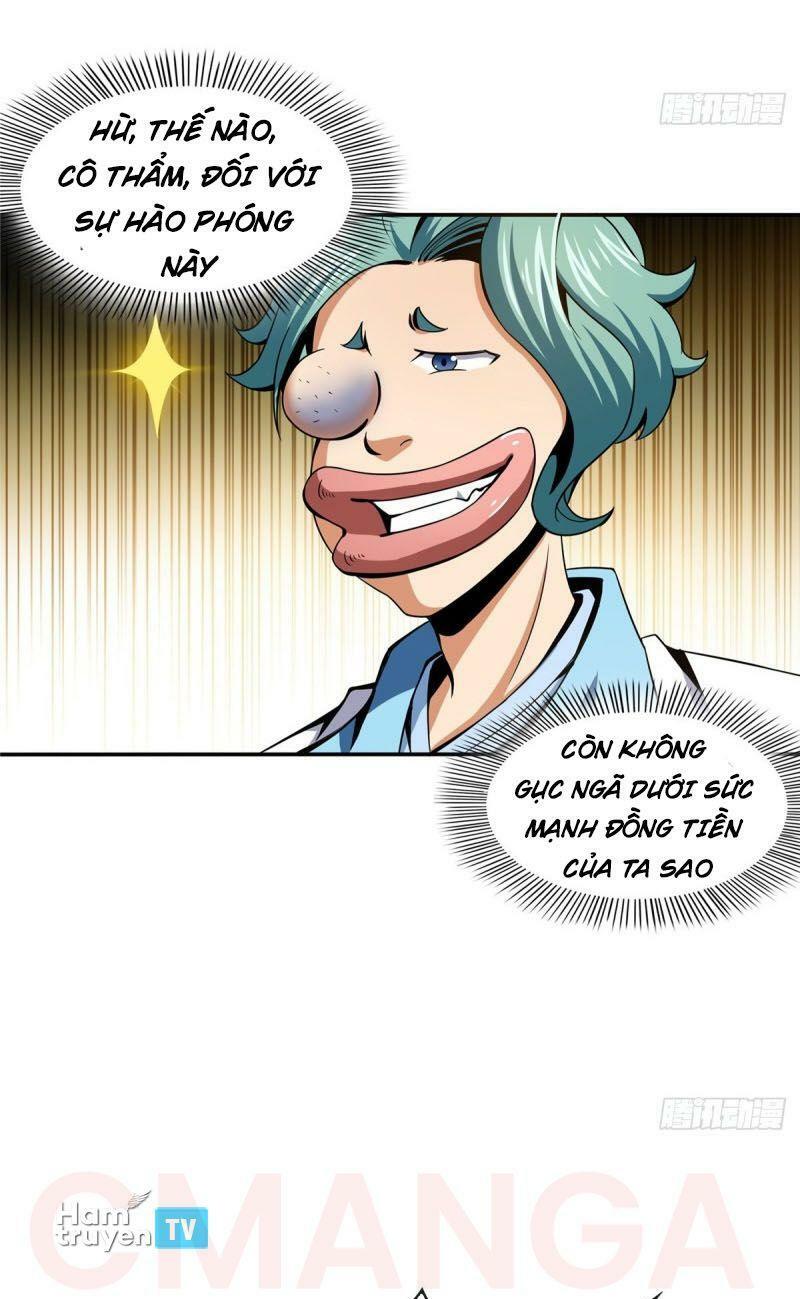 腾讯动漫
HỪ, THẾ NÀO,
CÔ THẨM, ĐỐI VỚI
SỰ HÀO PHÓNG
NÀY
CÒN KHÔNG
GỤC NGÃ DƯỚI SỨC
MẠNH ĐỒNG TIỀN
CỦA TA SAO
腾讯动漫
CMANGA
Ham
truyen TV